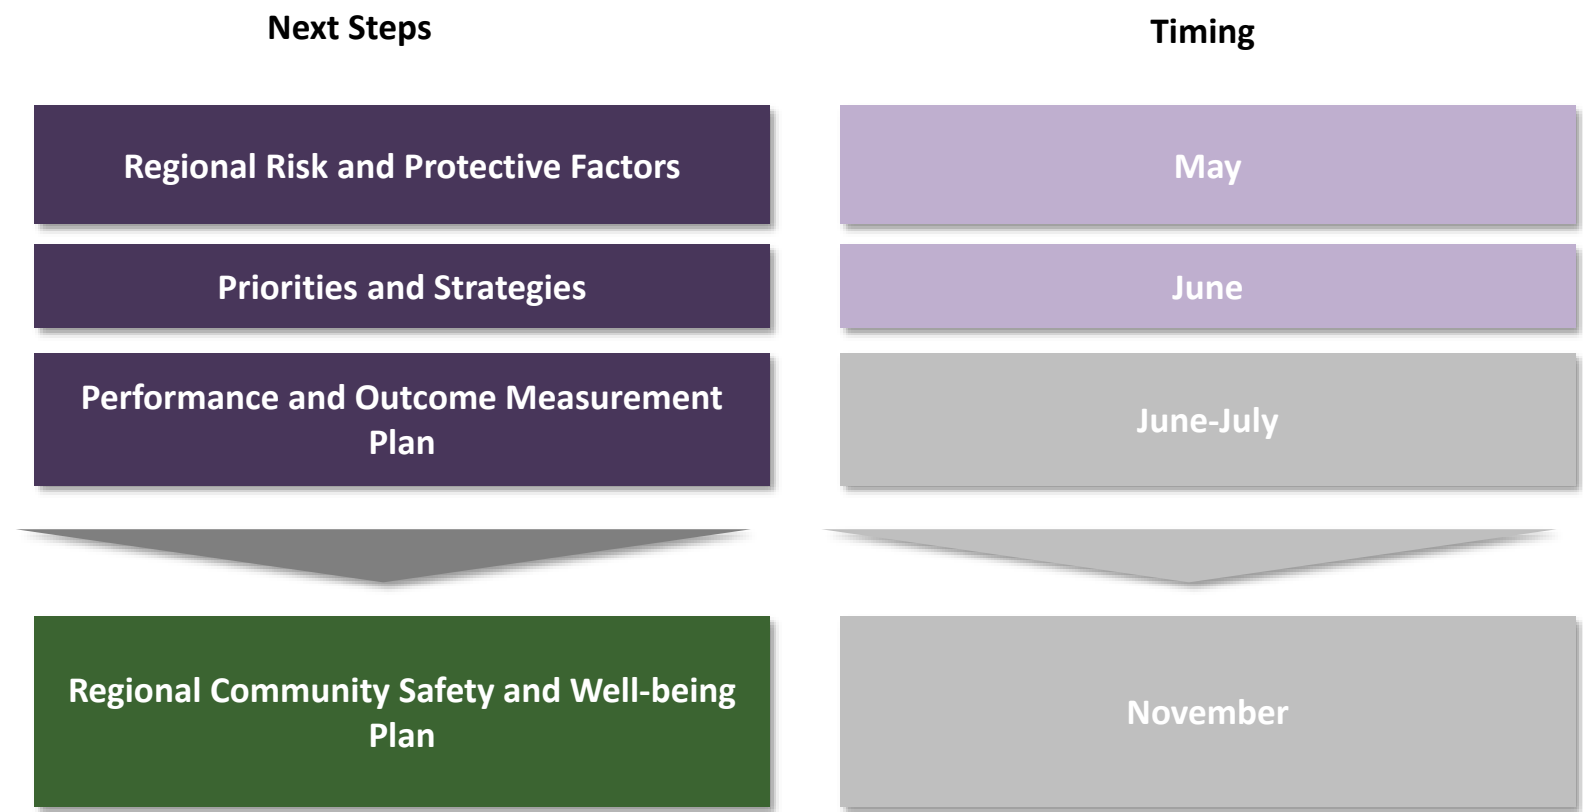 Next Steps
Timing
Regional Risk and Protective Factors
May
Priorities and Strategies
June
Performance and Outcome Measurement
Plan
June-July
Regional Community Safety and Well-being
Plan
November